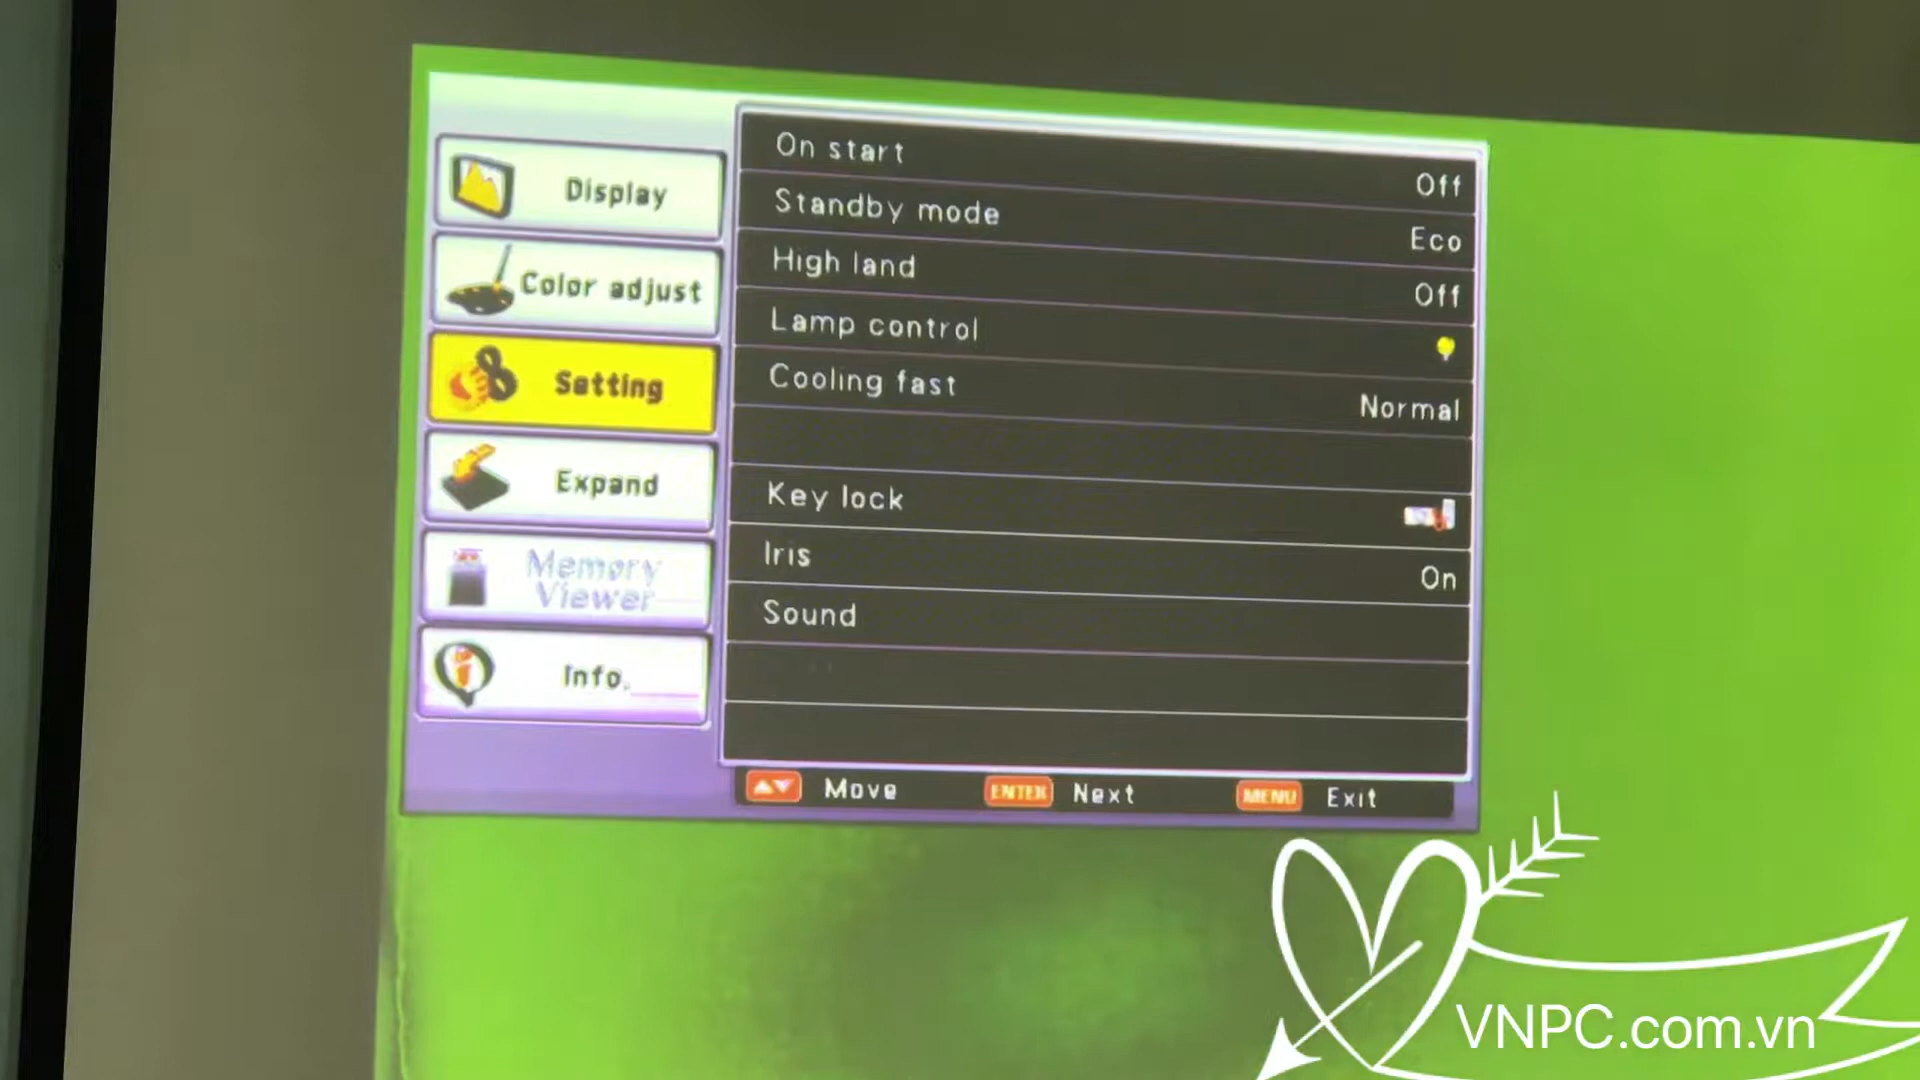 Display
Color adjust
Setting
Expand
Memory
Viewer
Info.
On start Off
Standby mode Eco
High land Off
Lamp control
Cooling fast Normal
Key lock
Iris On
Sound
Move ENTER Next MENU Exit
VNPC.com.vn